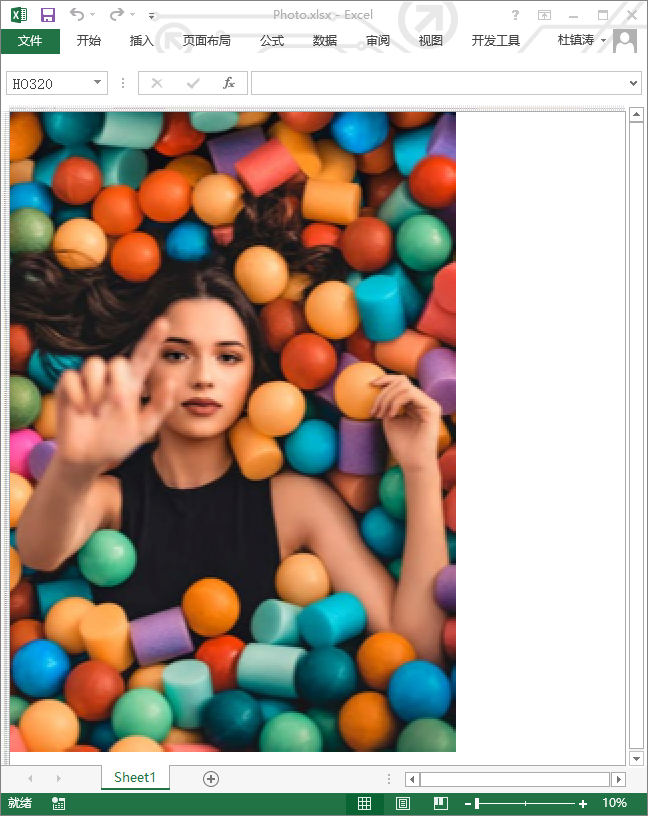 Photo.xlsx - Excel
文件 开始 插入 页面布局 公式 数据 审阅 视图 开发工具 杜镇涛
HO320
fx
Sheet1
就绪 10%